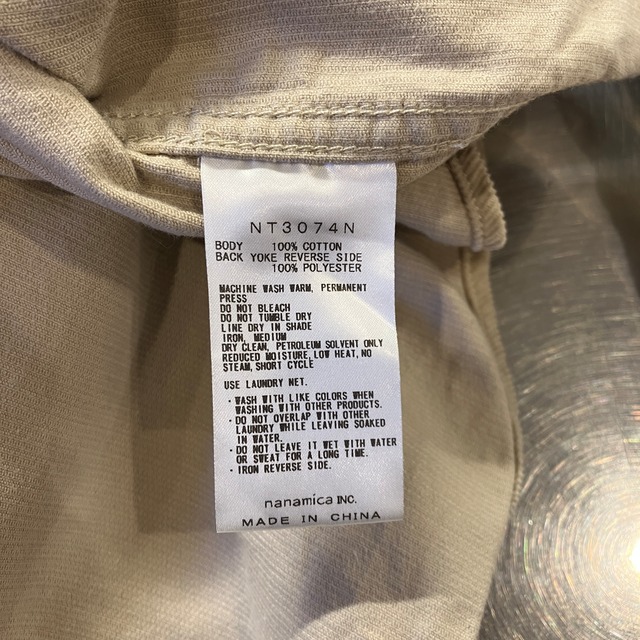 NT3074N
BODY 100% COTTON
BACK YOKE REVERSE SIDE
100% POLYESTER
MACHINE WASH WARM, PERMANENT
PRESS
DO NOT BLEACH
DO NOT TUMBLE DRY
LINE DRY IN SHADE
IRON, MEDIUM
DRY CLEAN, PETROLEUM SOLVENT ONLY
REDUCED MOISTURE, LOW HEAT, NO
STEAM, SHORT CYCLE
USE LAUNDRY NET.
· WASH WITH LIKE COLORS WHEN
WASHING WITH OTHER PRODUCTS.
· DO NOT OVERLAP WITH OTHER
LAUNDRY WHILE LEAVING SOAKED
IN WATER.
· DO NOT LEAVE IT WET WITH WATER
OR SWEAT FOR A LONG TIME.
· IRON REVERSE SIDE.
nanamica INC.
MADE IN CHINA